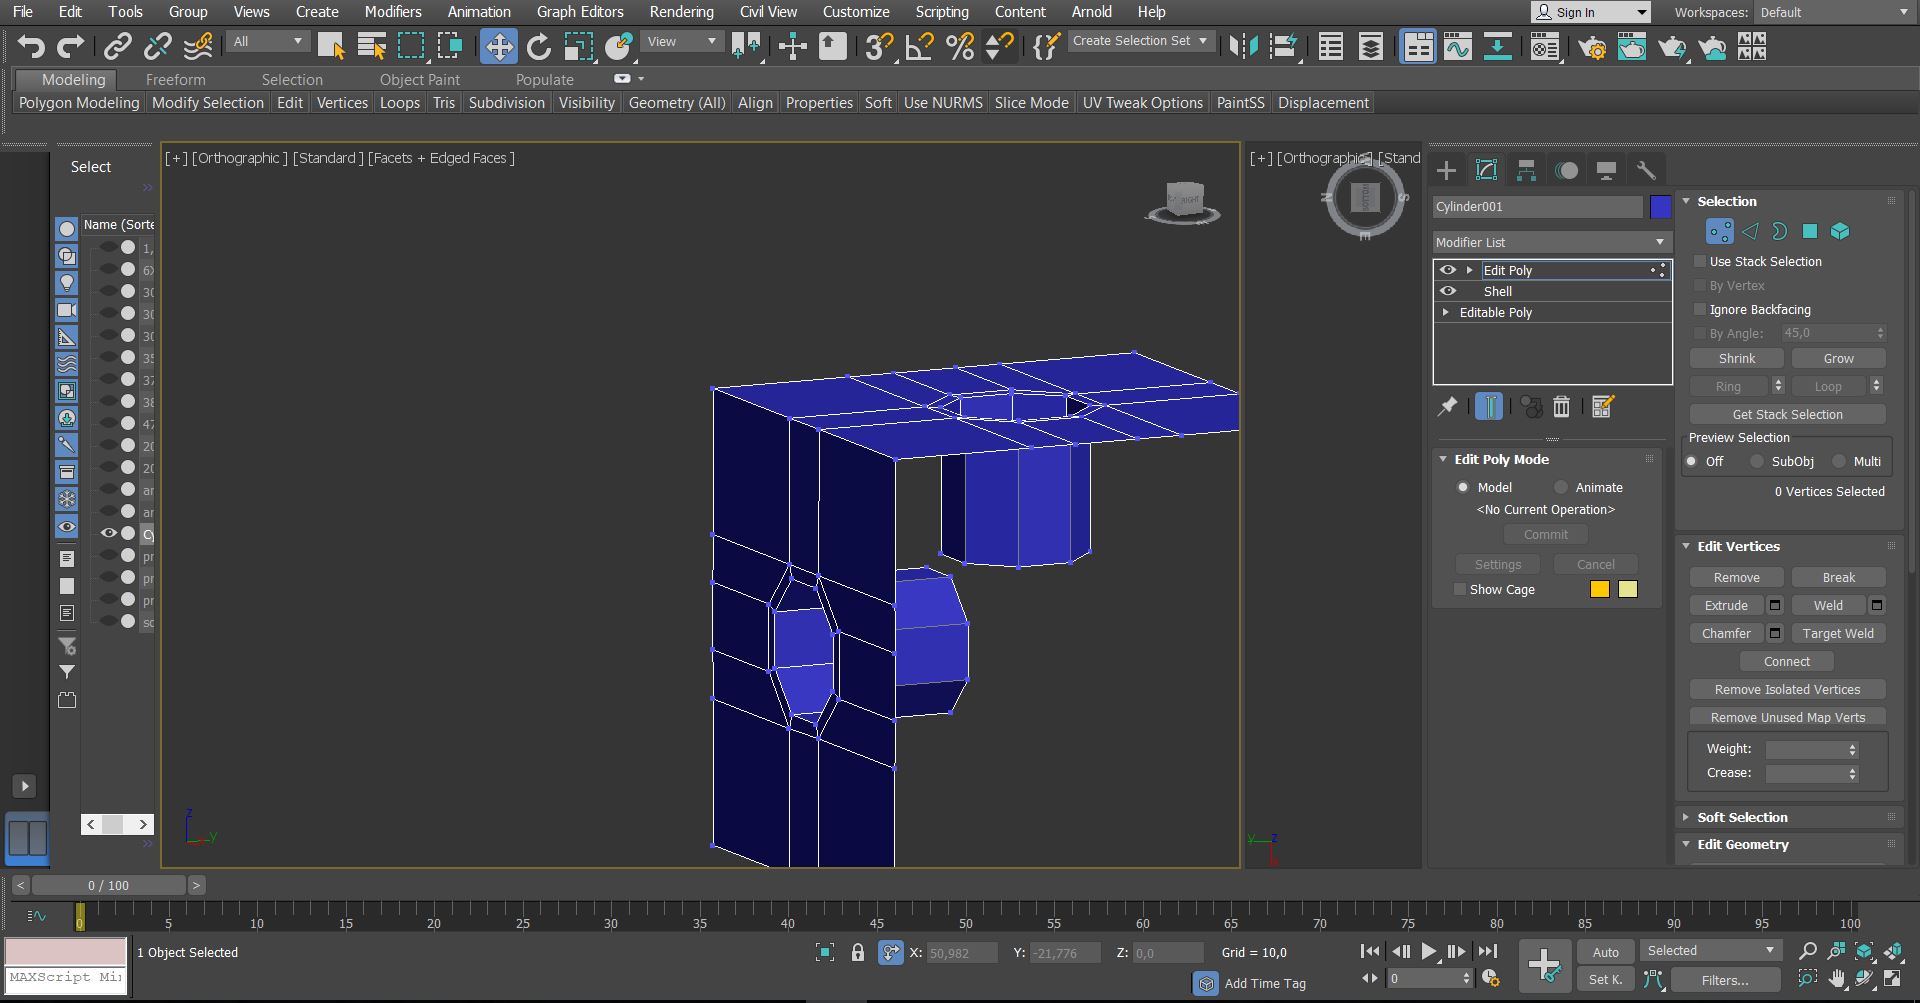 File Edit Tools Group Views Create Modifiers Animation Graph Editors Rendering Civil View Customize Scripting Content Arnold Help Sign In Workspaces: Default
All View Create Selection Set
Modeling Freeform Selection Object Paint Populate
Polygon Modeling Modify Selection Edit Vertices Loops Tris Subdivision Visibility Geometry (All) Align Properties Soft Use NURMS Slice Mode UV Tweak Options PaintSS Displacement
Select
Name (Sorte
1,
6X
30
30
30
35
37
38
47
20
20
ar
ar
Cy
pr
pr
pr
sc
[+] [Orthographic ] [Standard ] [Facets + Edged Faces ]
RIGHT
z
y
[+] [Orthographic] [Stand
N S E
BOTTOM
y z
x
Cylinder001
Modifier List
Edit Poly
Shell
Editable Poly
Edit Poly Mode
Model Animate
<No Current Operation>
Commit
Settings Cancel
Show Cage
Selection
Use Stack Selection
By Vertex
Ignore Backfacing
By Angle: 45,0
Shrink Grow
Ring Loop
Get Stack Selection
Preview Selection
Off SubObj Multi
0 Vertices Selected
Edit Vertices
Remove Break
Extrude Weld
Chamfer Target Weld
Connect
Remove Isolated Vertices
Remove Unused Map Verts
Weight:
Crease:
Soft Selection
Edit Geometry
< 0 / 100 >
0 5 10 15 20 25 30 35 40 45 50 55 60 65 70 75 80 85 90 95 100
MAXScript Mi
1 Object Selected
X: 50,982 Y: -21,776 Z: 0,0 Grid = 10,0
Add Time Tag
0
Auto Selected
Set K. Filters...